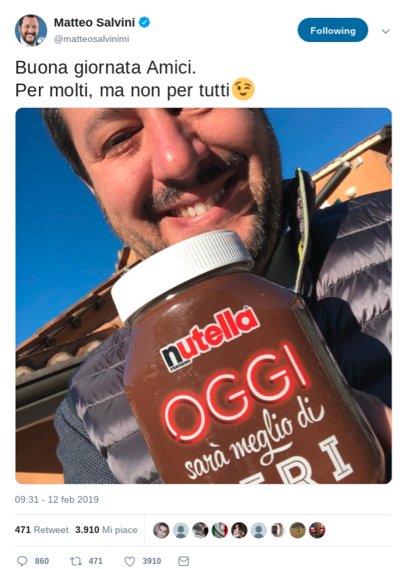 Matteo Salvini
@matteosalvinimi
Following
Buona giornata Amici.
Per molti, ma non per tutti😉
nutella
OGGI
sarà meglio di
IERI
09:31 - 12 feb 2019
471 Retweet 3.910 Mi piace
860 471 3910